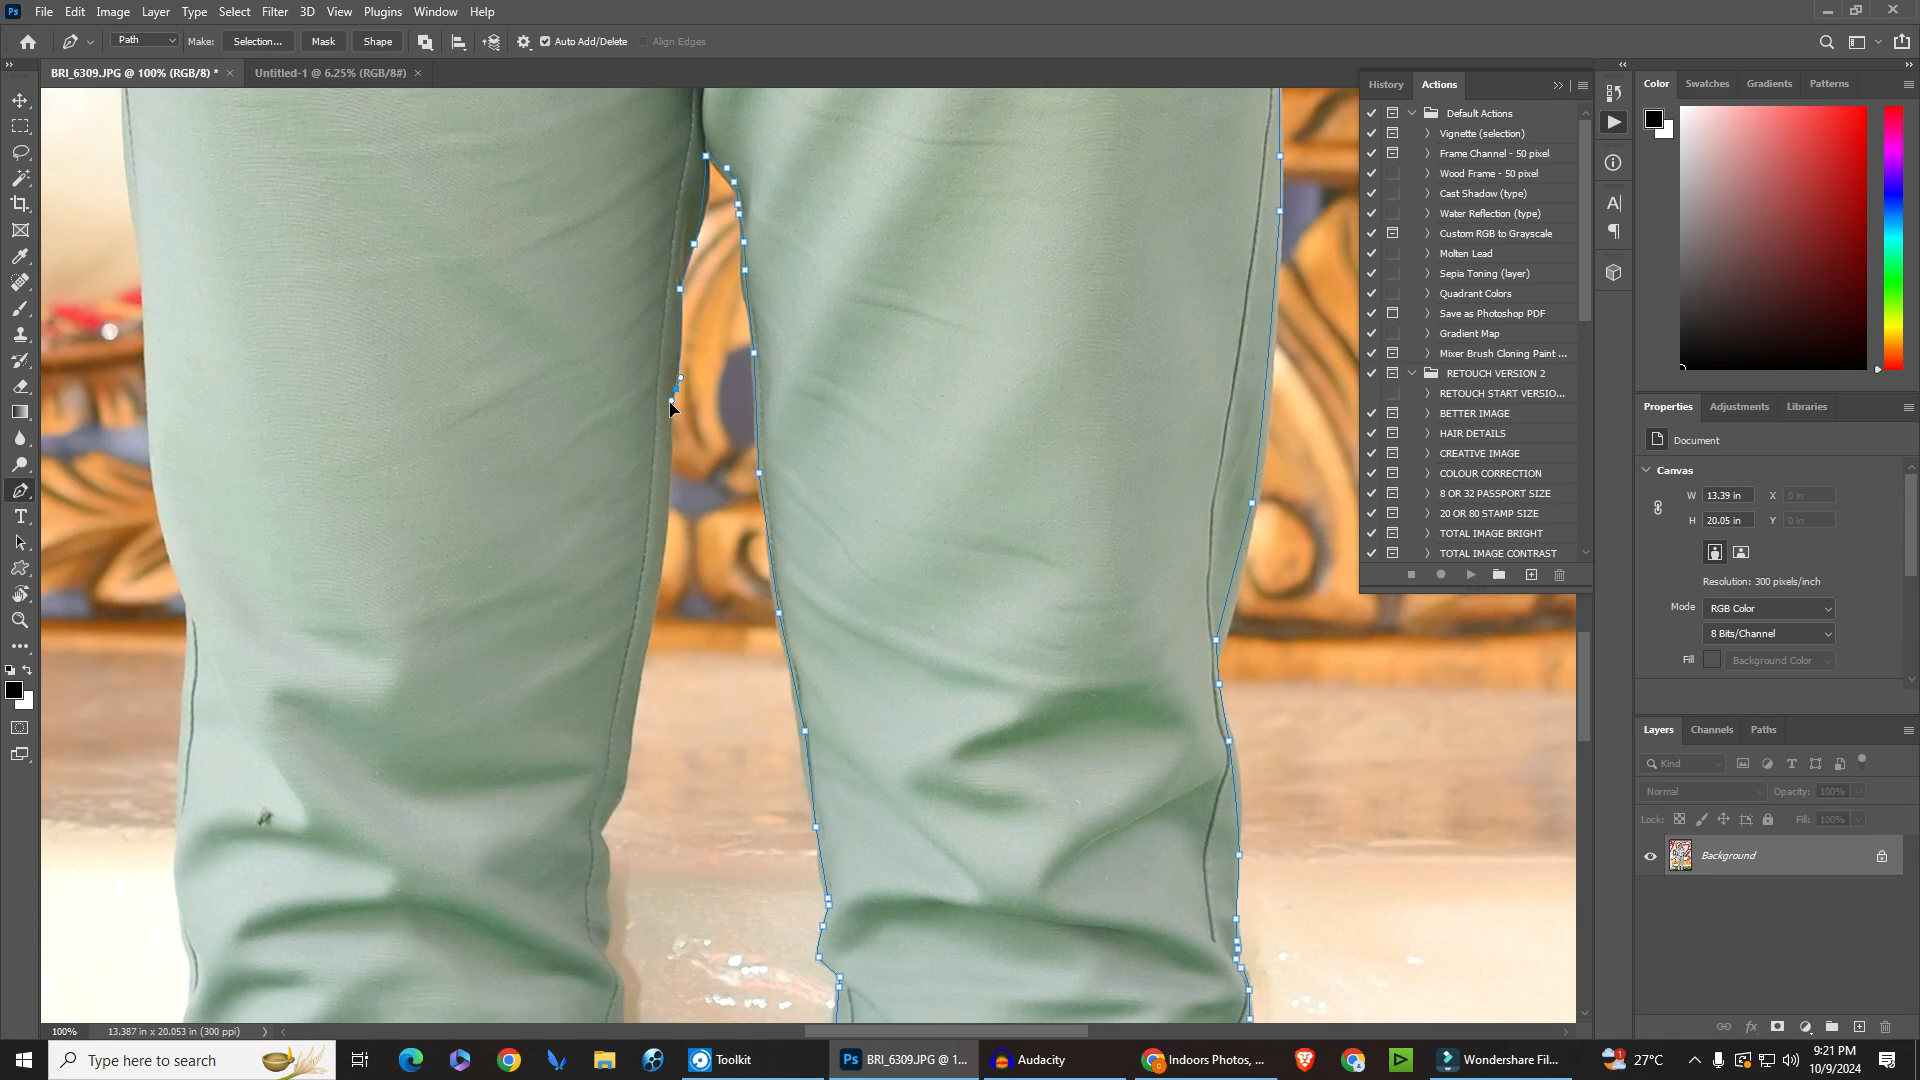 Ps File Edit Image Layer Type Select Filter 3D View Plugins Window Help
Path Make: Selection... Mask Shape Auto Add/Delete Align Edges
BRI_6309.JPG @ 100% (RGB/8) * × Untitled-1 @ 6.25% (RGB/8#) ×
History Actions
Default Actions
Vignette (selection)
Frame Channel - 50 pixel
Wood Frame - 50 pixel
Cast Shadow (type)
Water Reflection (type)
Custom RGB to Grayscale
Molten Lead
Sepia Toning (layer)
Quadrant Colors
Save as Photoshop PDF
Gradient Map
Mixer Brush Cloning Paint ...
RETOUCH VERSION 2
RETOUCH START VERSIO...
BETTER IMAGE
HAIR DETAILS
CREATIVE IMAGE
COLOUR CORRECTION
8 OR 32 PASSPORT SIZE
20 OR 80 STAMP SIZE
TOTAL IMAGE BRIGHT
TOTAL IMAGE CONTRAST
Color Swatches Gradients Patterns
Properties Adjustments Libraries
Document
Canvas
W 13.39 in X 0 in
H 20.05 in Y 0 in
Resolution: 300 pixels/inch
Mode RGB Color
8 Bits/Channel
Fill Background Color
Layers Channels Paths
Kind
Normal Opacity: 100%
Lock: Fill: 100%
Background
100% 13.387 in x 20.053 in (300 ppi)
Type here to search
Toolkit
Ps BRI_6309.JPG @ 1...
Audacity
Indoors Photos, ...
Wondershare Fil...
27°C
9:21 PM
10/9/2024